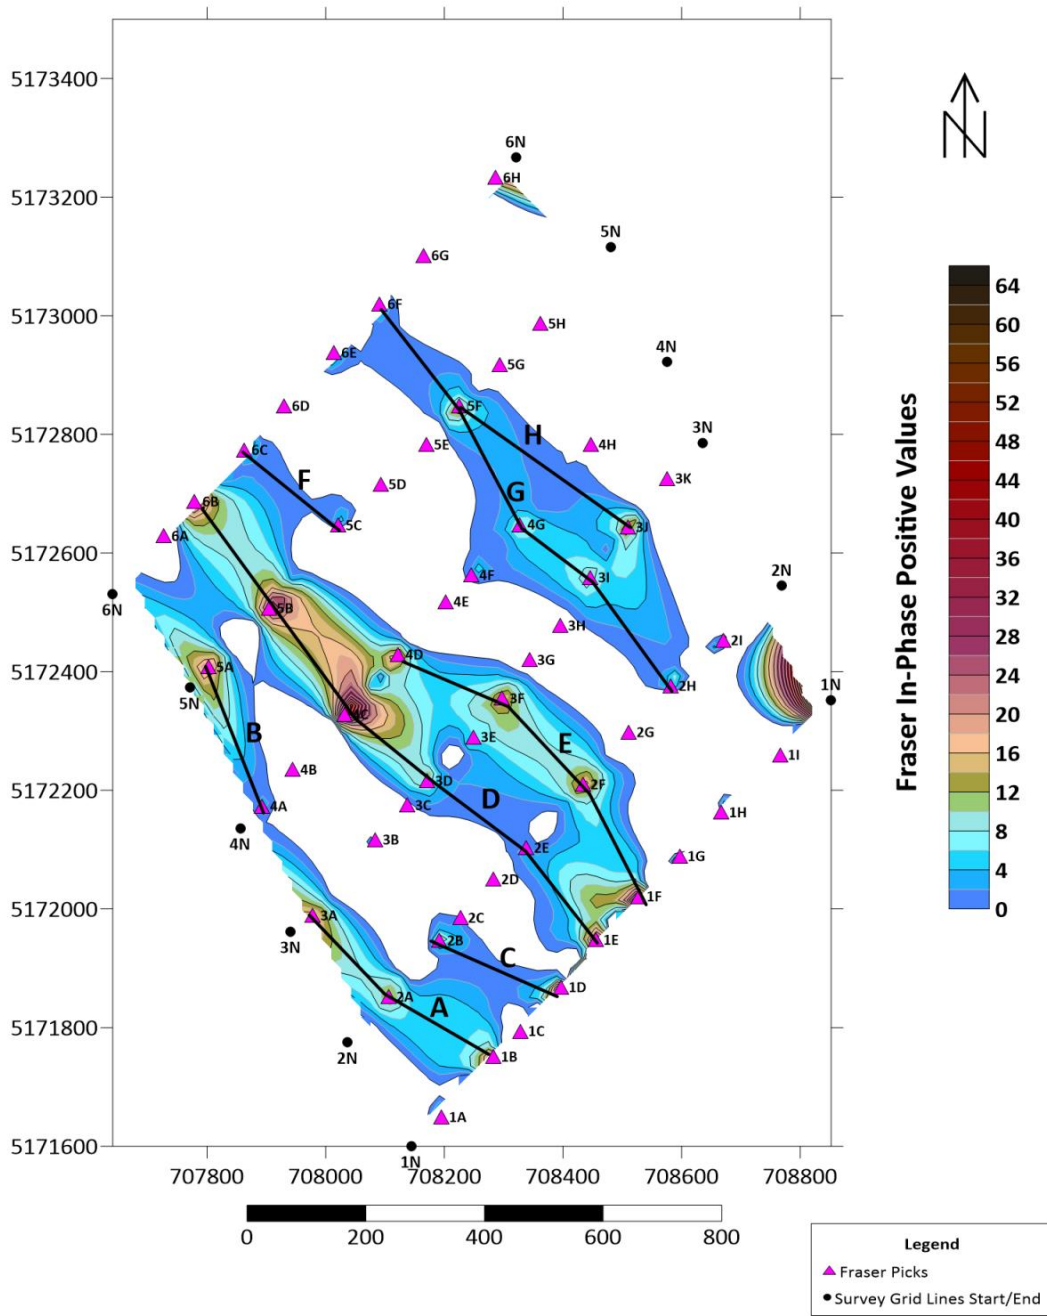 5173400
6N
6H
5173200
5N
6G
6F
5173000
5H
6E
4N
5G
6D
5F
5172800
H
3N
6C
5E
4H
F
3K
5D
G
6B
5C
4G
3J
6A
5172600
4F
3I
2N
6N
4E
5B
3H
2I
4D
3G
5172400
5A
2H
5N
3F
1N
4C
B
3E
E
2G
1I
4B
3D
2F
5172200
D
3C
4A
1H
4N
3B
2E
1G
2D
1F
5172000
3A
2C
3N
2B
1E
C
1D
2A
A
5171800
1C
2N
1B
1A
5171600
1N
707800 708000 708200 708400 708600 708800
0 200 400 600 800
N
Fraser In-Phase Positive Values
64
60
56
52
48
44
40
36
32
28
24
20
16
12
8
4
0
Legend
Fraser Picks
Survey Grid Lines Start/End